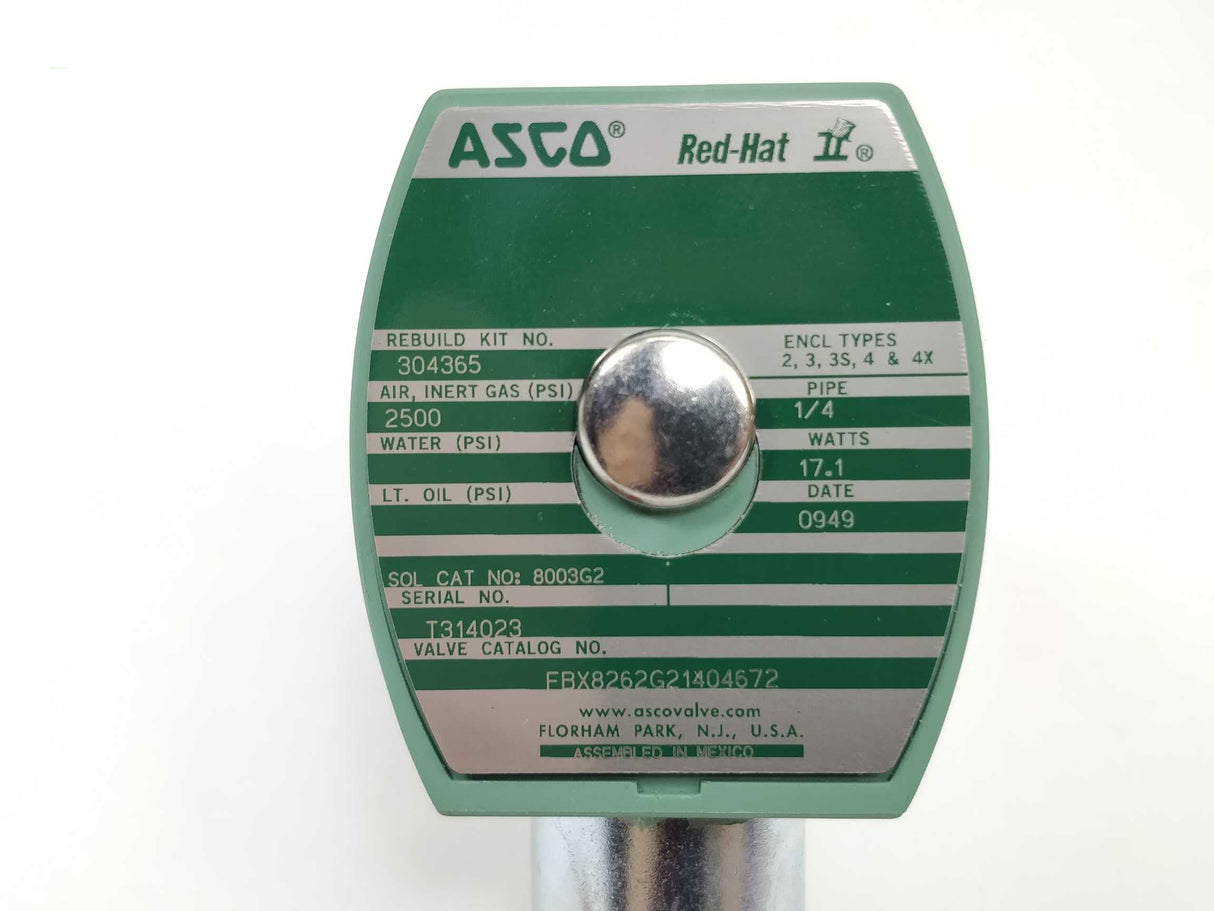 ASCO® Red-Hat II®
REBUILD KIT NO.
304365
AIR, INERT GAS (PSI)
2500
WATER (PSI)
LT. OIL (PSI)
ENCL TYPES
2, 3, 3S, 4 & 4X
PIPE
1/4
WATTS
17.1
DATE
0949
SOL CAT NO: 8003G2
SERIAL NO.
T314023
VALVE CATALOG NO.
FBX8262G21404672
www.ascovalve.com
FLORHAM PARK, N.J., U.S.A.
ASSEMBLED IN MEXICO